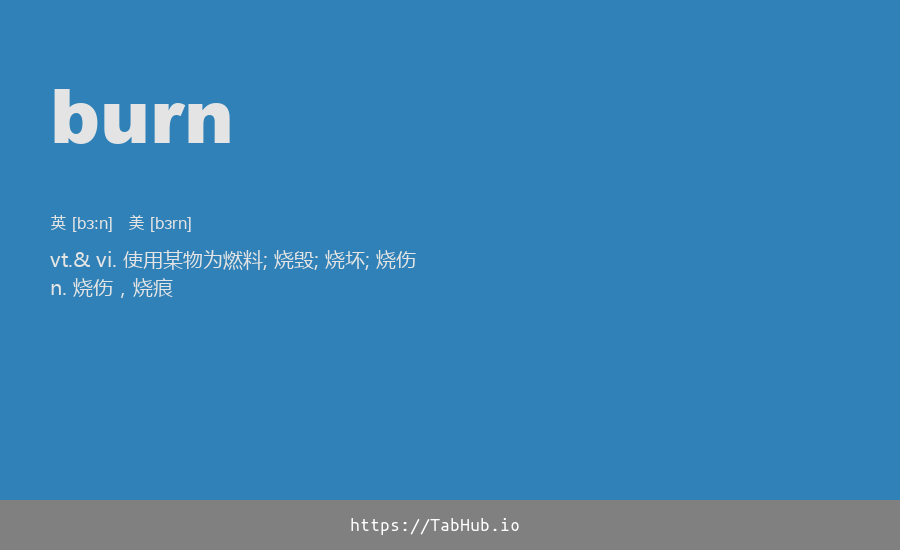 burn
英 [bɜːn] 美 [bɜrn]
vt.& vi. 使用某物为燃料; 烧毁; 烧坏; 烧伤
n. 烧伤，烧痕
https://TabHub.io